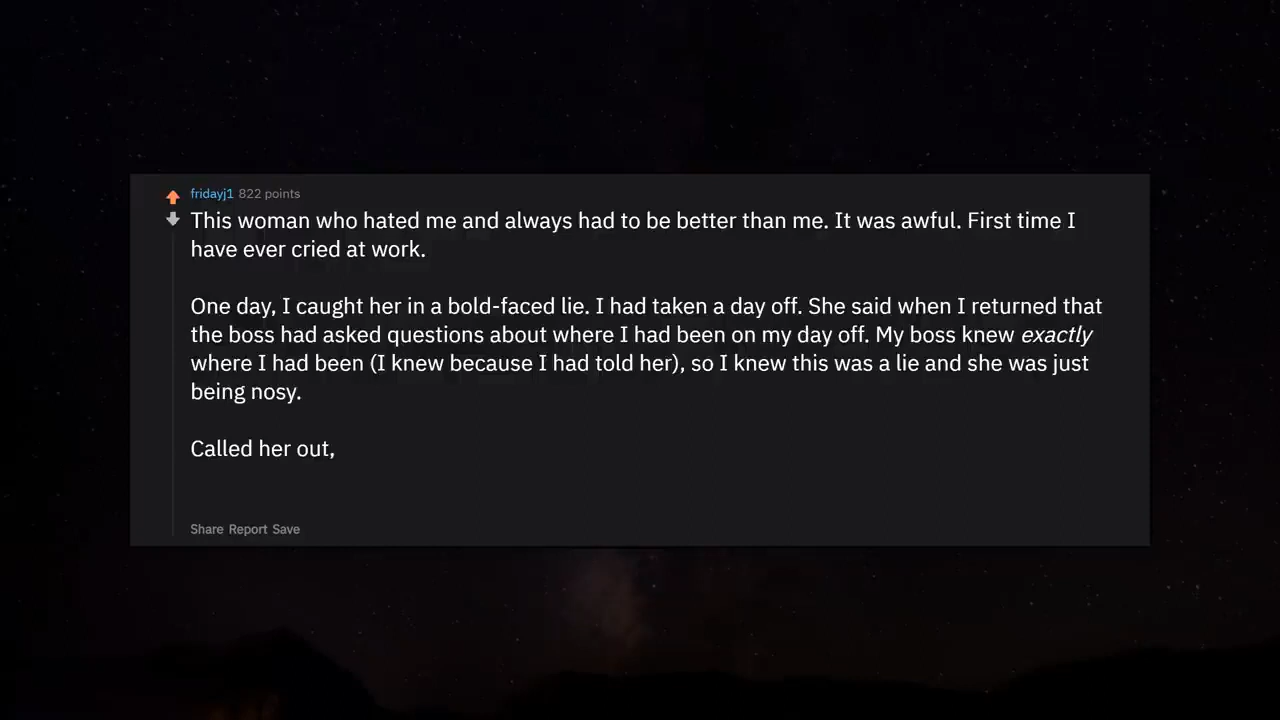 fridayj1 822 points
This woman who hated me and always had to be better than me. It was awful. First time I
have ever cried at work.
One day, I caught her in a bold-faced lie. I had taken a day off. She said when I returned that
the boss had asked questions about where I had been on my day off. My boss knew exactly
where I had been (I knew because I had told her), so I knew this was a lie and she was just
being nosy.
Called her out,
Share Report Save